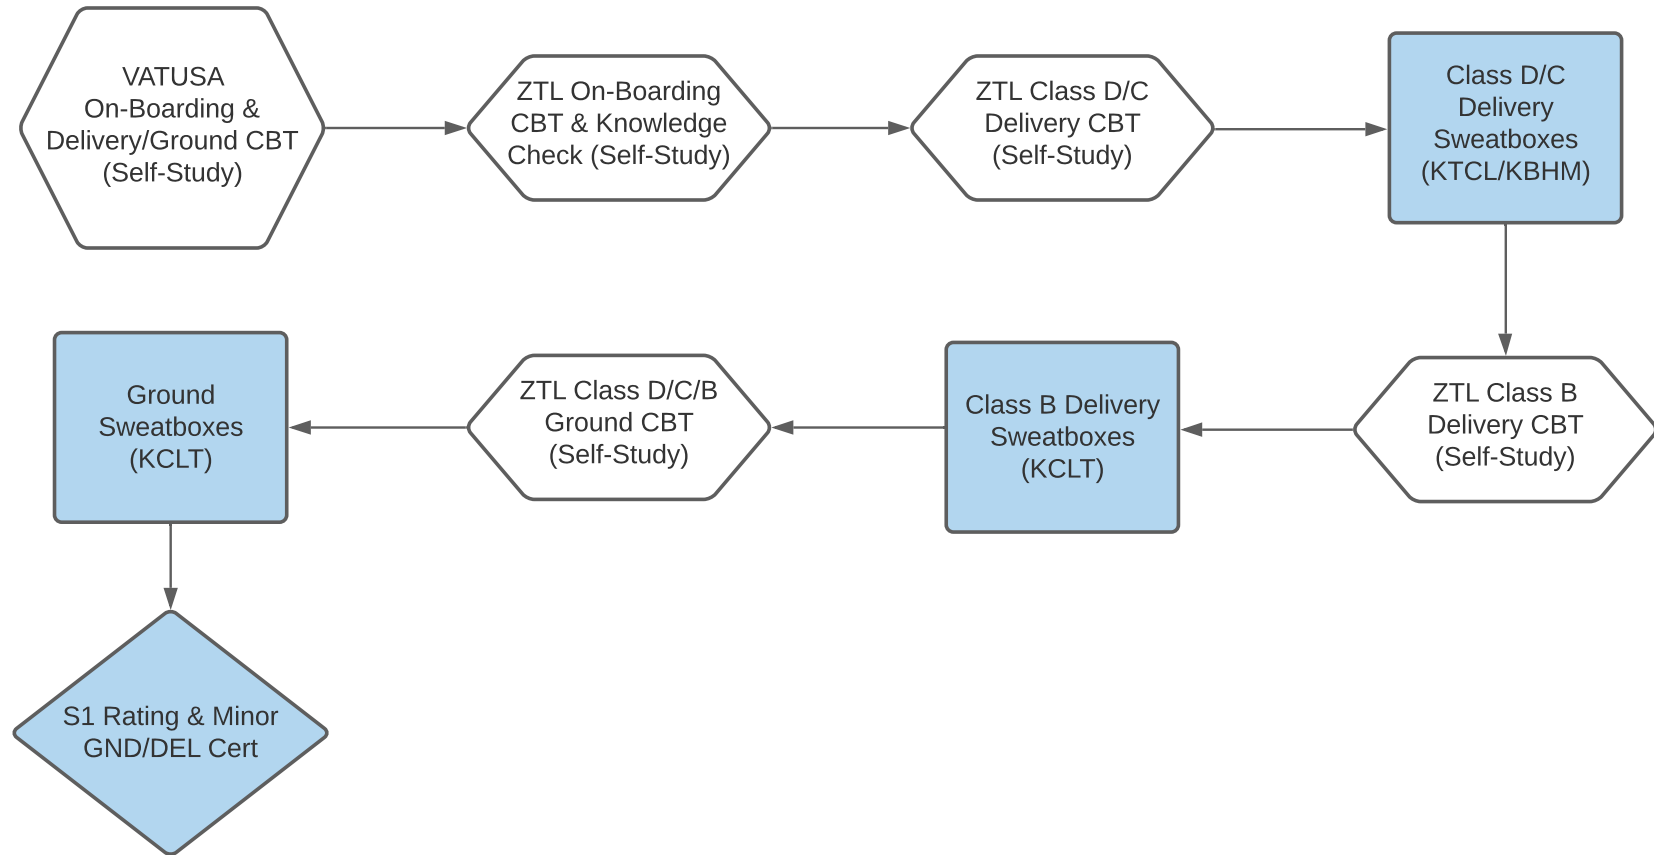 VATUSA
On-Boarding &
Delivery/Ground CBT
(Self-Study)
ZTL On-Boarding
CBT & Knowledge
Check (Self-Study)
ZTL Class D/C
Delivery CBT
(Self-Study)
Class D/C
Delivery
Sweatboxes
(KTCL/KBHM)
ZTL Class B
Delivery CBT
(Self-Study)
Class B Delivery
Sweatboxes
(KCLT)
ZTL Class D/C/B
Ground CBT
(Self-Study)
Ground
Sweatboxes
(KCLT)
S1 Rating & Minor
GND/DEL Cert